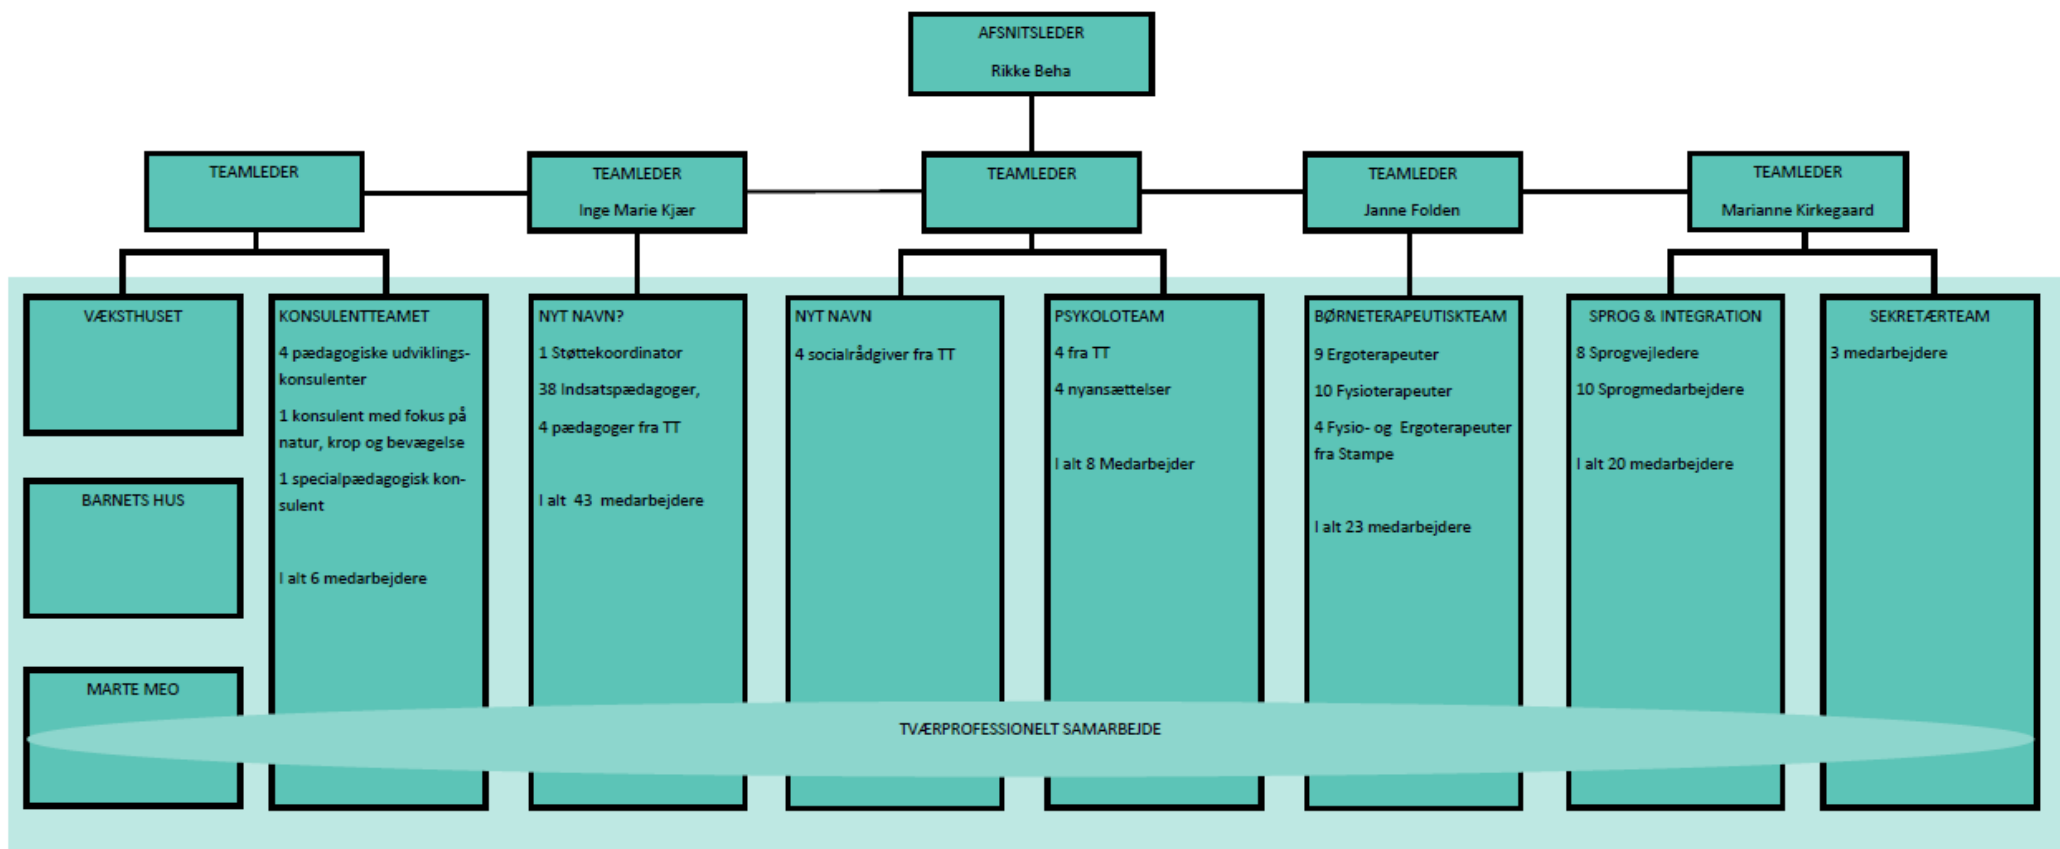 AFSNITSLEDER
Rikke Beha
TEAMLEDER
TEAMLEDER
Inge Marie Kjær
TEAMLEDER
TEAMLEDER
Janne Folden
TEAMLEDER
Marianne Kirkegaard
VÆKSTHUSET
BARNETS HUS
MARTE MEO
KONSULENTTEAMET
4 pædagogiske udviklings-
konsulenter
1 konsulent med fokus på
natur, krop og bevægelse
1 specialpædagogisk kon-
sulent
I alt 6 medarbejdere
NYT NAVN?
1 Støttekoordinator
38 Indsatspædagoger,
4 pædagoger fra TT
I alt 43 medarbejdere
NYT NAVN
4 socialrådgiver fra TT
PSYKOLOTEAM
4 fra TT
4 nyansættelser
I alt 8 Medarbejder
BØRNETERAPEUTISKTEAM
9 Ergoterapeuter
10 Fysioterapeuter
4 Fysio- og Ergoterapeuter
fra Stampe
I alt 23 medarbejdere
SPROG & INTEGRATION
8 Sprogvejledere
10 Sprogmedarbejdere
I alt 20 medarbejdere
SEKRETÆRTEAM
3 medarbejdere
TVÆRPROFESSIONELT SAMARBEJDE